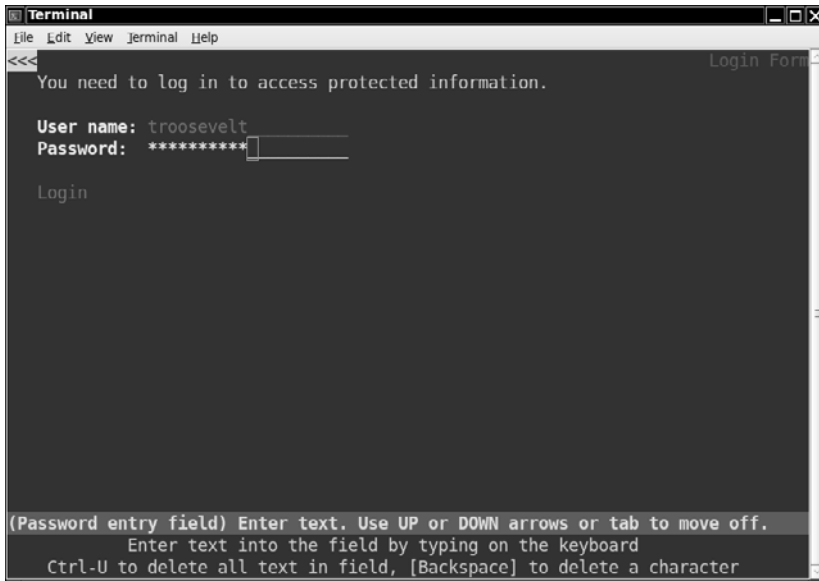 Terminal
File Edit View Terminal Help
<<< Login Form
You need to log in to access protected information.
User name: troosevelt
Password: **********
Login
(Password entry field) Enter text. Use UP or DOWN arrows or tab to move off.
Enter text into the field by typing on the keyboard
Ctrl-U to delete all text in field, [Backspace] to delete a character